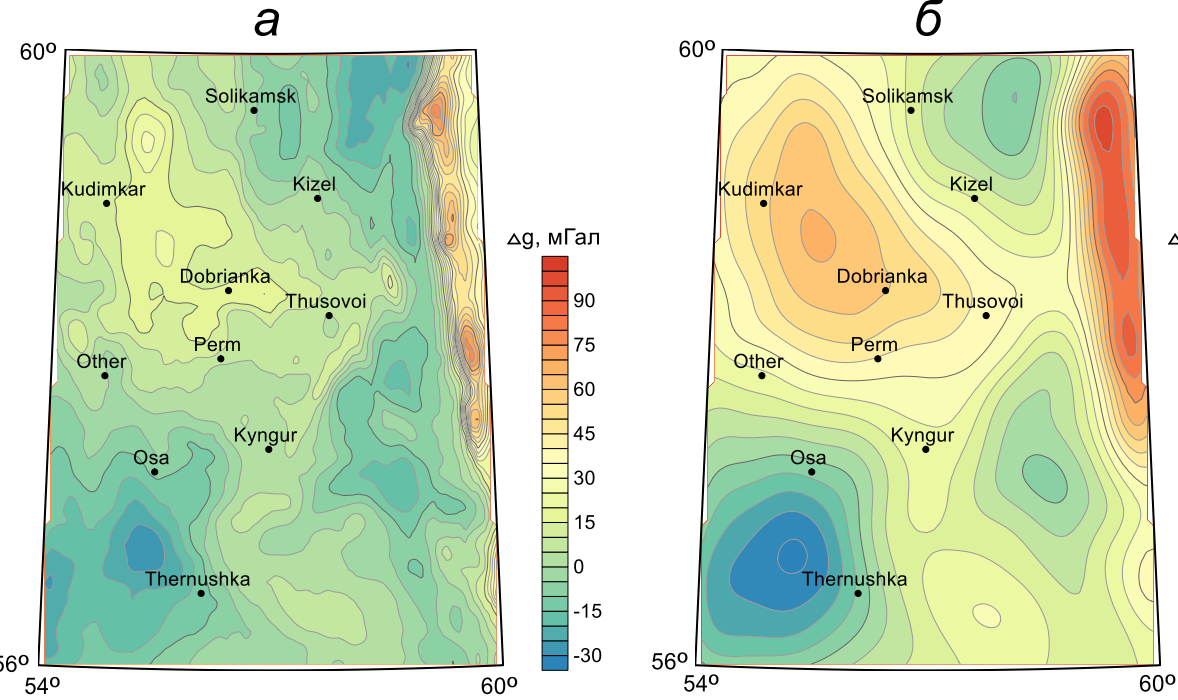 а
б
60º
Solikamsk
Kudimkar
Kizel
Dobrianka
Thusovoi
Perm
Other
Kyngur
Osa
Thernushka
56º
54º
60º
Δg, мГал
90
75
60
45
30
15
0
-15
-30
60º
Solikamsk
Kudimkar
Kizel
Dobrianka
Thusovoi
Perm
Other
Kyngur
Osa
Thernushka
56º
54º
60º
Δ